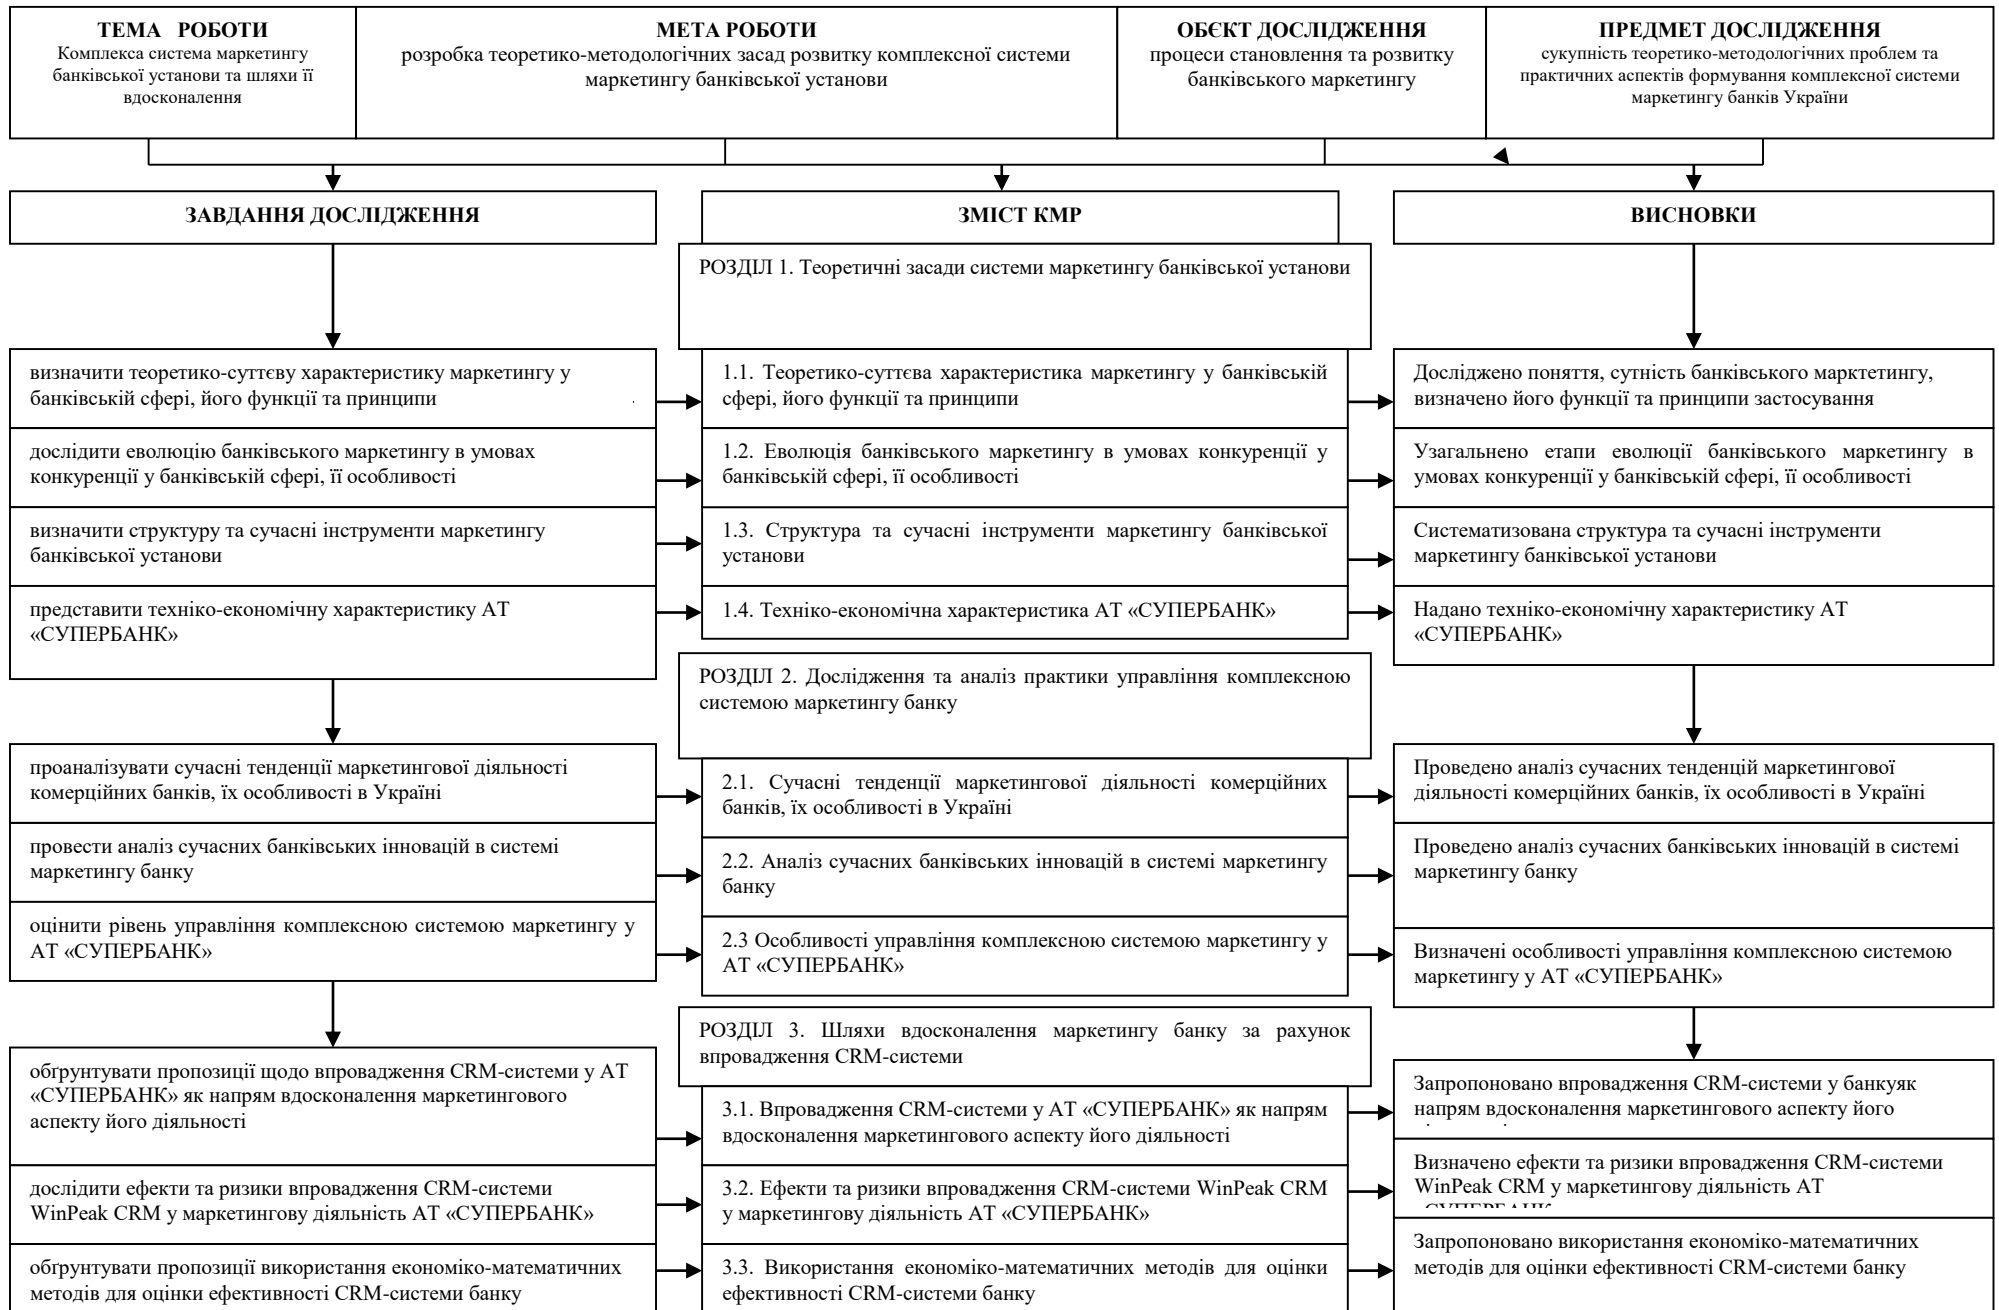 ТЕМА РОБОТИ
Комплекса система маркетингу
банківської установи та шляхи її
вдосконалення
МЕТА РОБОТИ
розробка теоретико-методологічних засад розвитку комплексної системи
маркетингу банківської установи
ОБЄКТ ДОСЛІДЖЕННЯ
процеси становлення та розвитку
банківського маркетингу
ПРЕДМЕТ ДОСЛІДЖЕННЯ
сукупність теоретико-методологічних проблем та
практичних аспектів формування комплексної системи
маркетингу банків України
ЗАВДАННЯ ДОСЛІДЖЕННЯ
ЗМІСТ КМР
ВИСНОВКИ
РОЗДІЛ 1. Теоретичні засади системи маркетингу банківської установи
визначити теоретико-суттєву характеристику маркетингу у
банківській сфері, його функції та принципи
1.1. Теоретико-суттєва характеристика маркетингу у банківській
сфері, його функції та принципи
Досліджено поняття, сутність банківського марктетингу,
визначено його функції та принципи застосування
дослідити еволюцію банківського маркетингу в умовах
конкуренції у банківській сфері, її особливості
1.2. Еволюція банківського маркетингу в умовах конкуренції у
банківській сфері, її особливості
Узагальнено етапи еволюції банківського маркетингу в
умовах конкуренції у банківській сфері, її особливості
визначити структуру та сучасні інструменти маркетингу
банківської установи
1.3. Структура та сучасні інструменти маркетингу банківської
установи
Систематизована структура та сучасні інструменти
маркетингу банківської установи
представити техніко-економічну характеристику АТ
«СУПЕРБАНК»
1.4. Техніко-економічна характеристика АТ «СУПЕРБАНК»
Надано техніко-економічну характеристику АТ
«СУПЕРБАНК»
РОЗДІЛ 2. Дослідження та аналіз практики управління комплексною
системою маркетингу банку
проаналізувати сучасні тенденції маркетингової діяльності
комерційних банків, їх особливості в Україні
2.1. Сучасні тенденції маркетингової діяльності комерційних
банків, їх особливості в Україні
Проведено аналіз сучасних тенденцій маркетингової
діяльності комерційних банків, їх особливості в Україні
провести аналіз сучасних банківських інновацій в системі
маркетингу банку
2.2. Аналіз сучасних банківських інновацій в системі маркетингу
банку
Проведено аналіз сучасних банківських інновацій в системі
маркетингу банку
оцінити рівень управління комплексною системою маркетингу у
АТ «СУПЕРБАНК»
2.3 Особливості управління комплексною системою маркетингу у
АТ «СУПЕРБАНК»
Визначені особливості управління комплексною системою
маркетингу у АТ «СУПЕРБАНК»
РОЗДІЛ 3. Шляхи вдосконалення маркетингу банку за рахунок
впровадження CRM-системи
обґрунтувати пропозиції щодо впровадження CRM-системи у АТ
«СУПЕРБАНК» як напрям вдосконалення маркетингового
аспекту його діяльності
3.1. Впровадження CRM-системи у АТ «СУПЕРБАНК» як напрям
вдосконалення маркетингового аспекту його діяльності
Запропоновано впровадження CRM-системи у банкуяк
напрям вдосконалення маркетингового аспекту його
дослідити ефекти та ризики впровадження CRM-системи
WinPeak CRM у маркетингову діяльність АТ «СУПЕРБАНК»
3.2. Ефекти та ризики впровадження CRM-системи WinPeak CRM
у маркетингову діяльність АТ «СУПЕРБАНК»
Визначено ефекти та ризики впровадження CRM-системи
WinPeak CRM у маркетингову діяльність АТ
обґрунтувати пропозиції використання економіко-математичних
методів для оцінки ефективності CRM-системи банку
3.3. Використання економіко-математичних методів для оцінки
ефективності CRM-системи банку
Запропоновано використання економіко-математичних
методів для оцінки ефективності CRM-системи банку